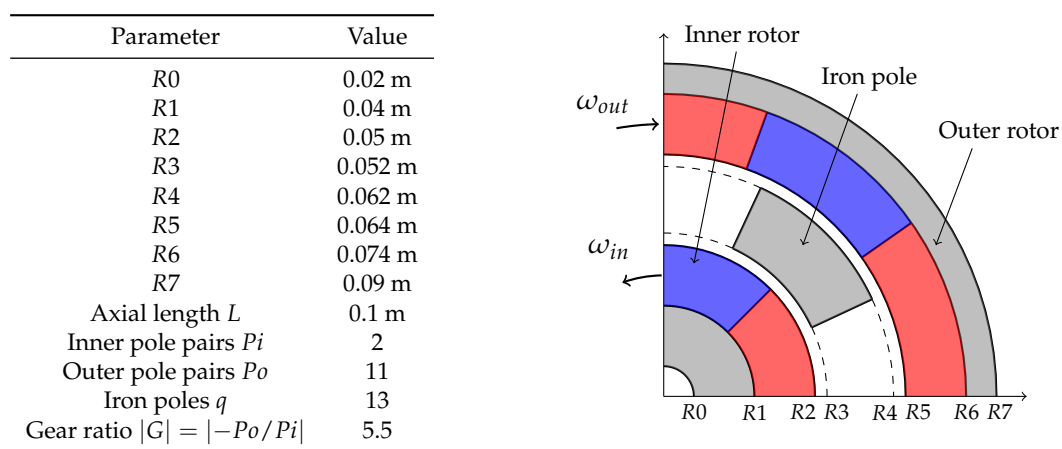 Parameter Value
R0 0.02 m
R1 0.04 m
R2 0.05 m
R3 0.052 m
R4 0.062 m
R5 0.064 m
R6 0.074 m
R7 0.09 m
Axial length L 0.1 m
Inner pole pairs Pi 2
Outer pole pairs Po 11
Iron poles q 13
Gear ratio |G| = |−Po/Pi| 5.5
Inner rotor
Iron pole
ω_out
Outer rotor
ω_in
R0 R1 R2 R3 R4 R5 R6 R7